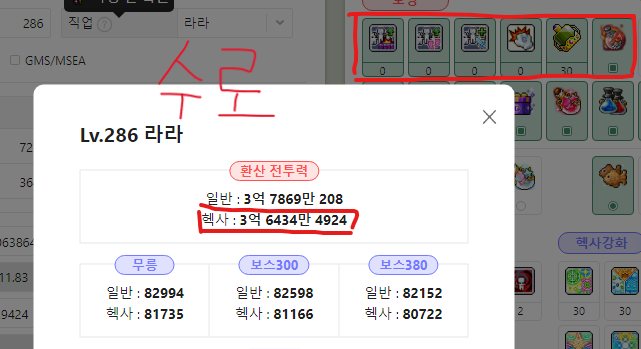 286
직업 ?
라라
GMS/MSEA
수로
0 0 0 0 30
Lv.286 라라
환산 전투력
일반 : 3억 7869만 208
헥사 : 3억 6434만 4924
무릉
보스300
보스380
일반 : 82994
일반 : 82598
일반 : 82152
헥사 : 81735
헥사 : 81166
헥사 : 80722
72
36
063864
11.83
9424
헥사강화
2
30
30